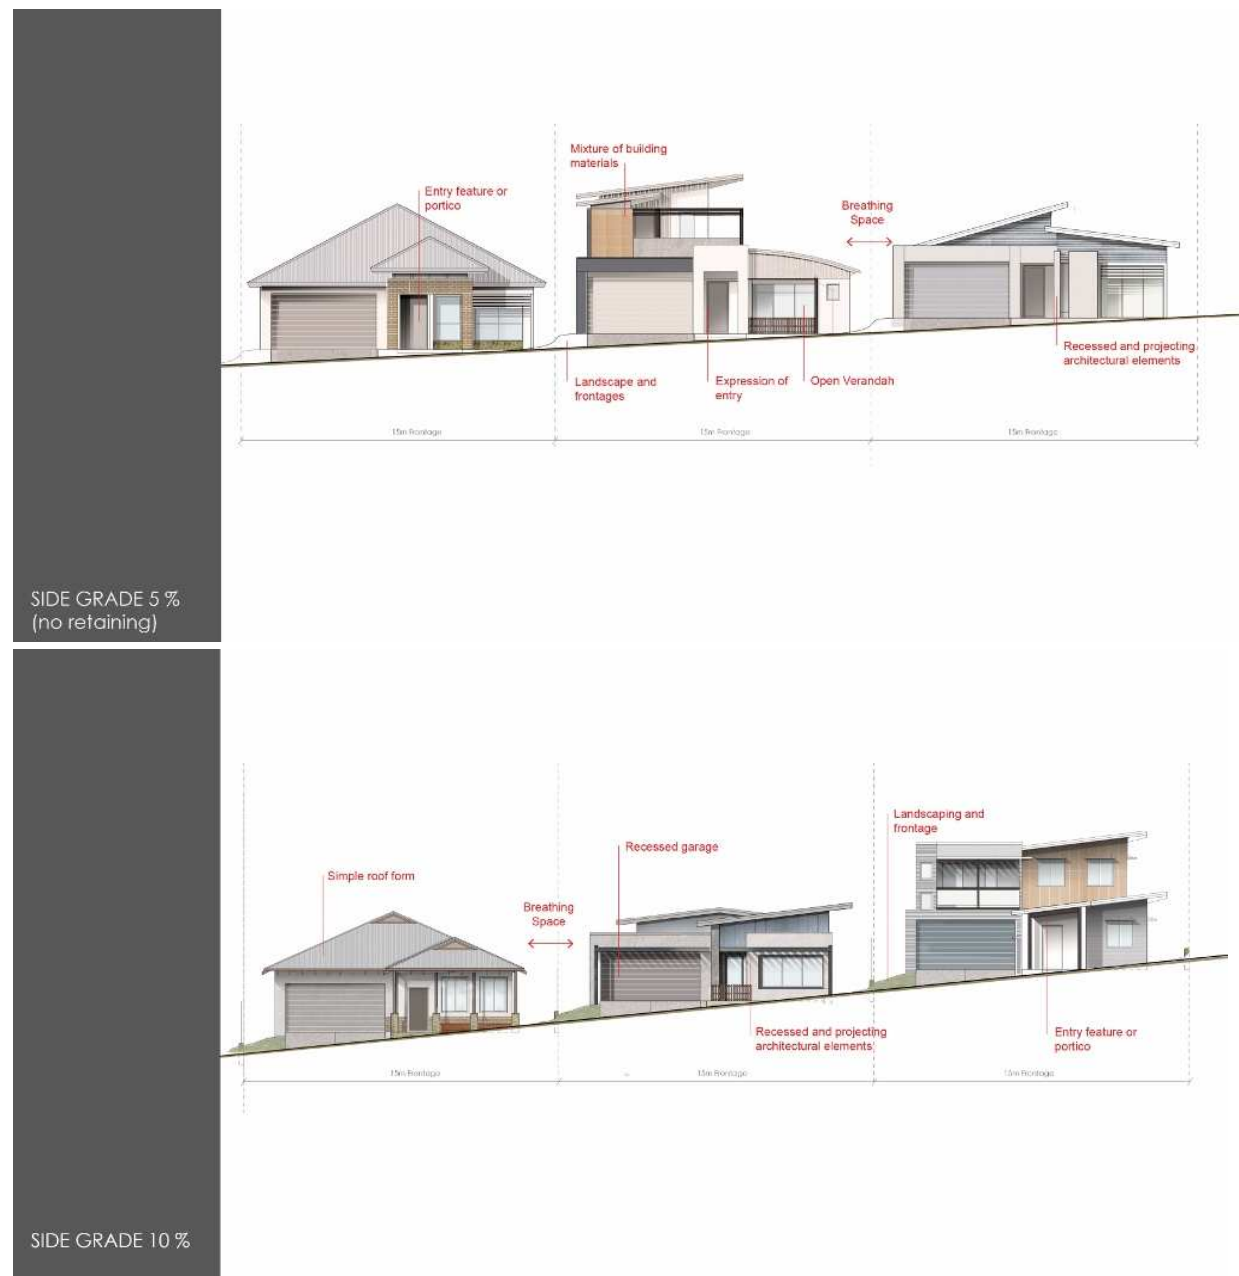 Mixture of building
materials
Entry feature or
portico
Breathing
Space
Recessed and projecting
architectural elements
Landscape and
frontages
Expression of
entry
Open Verandah
15m Frontage
15m Frontage
15m Frontage
SIDE GRADE 5 %
(no retaining)
Landscaping and
frontage
Recessed garage
Simple roof form
Breathing
Space
Recessed and projecting
architectural elements
Entry feature or
portico
15m Frontage
15m Frontage
15m Frontage
SIDE GRADE 10 %